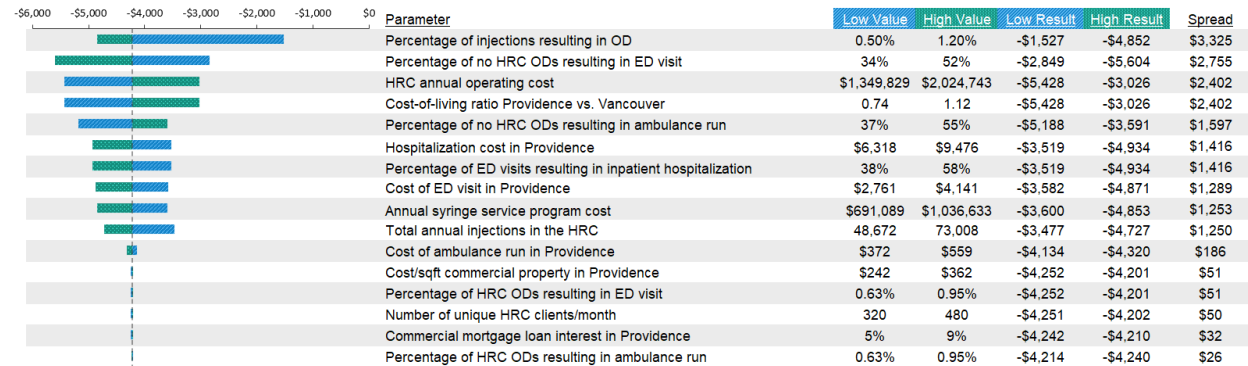 -$6,000 -$5,000 -$4,000 -$3,000 -$2,000 -$1,000 $0 Parameter Low Value High Value Low Result High Result Spread
Percentage of injections resulting in OD 0.50% 1.20% -$1,527 -$4,852 $3,325
Percentage of no HRC ODs resulting in ED visit 34% 52% -$2,849 -$5,604 $2,755
HRC annual operating cost $1,349,829 $2,024,743 -$5,428 -$3,026 $2,402
Cost-of-living ratio Providence vs. Vancouver 0.74 1.12 -$5,428 -$3,026 $2,402
Percentage of no HRC ODs resulting in ambulance run 37% 55% -$5,188 -$3,591 $1,597
Hospitalization cost in Providence $6,318 $9,476 -$3,519 -$4,934 $1,416
Percentage of ED visits resulting in inpatient hospitalization 38% 58% -$3,519 -$4,934 $1,416
Cost of ED visit in Providence $2,761 $4,141 -$3,582 -$4,871 $1,289
Annual syringe service program cost $691,089 $1,036,633 -$3,600 -$4,853 $1,253
Total annual injections in the HRC 48,672 73,008 -$3,477 -$4,727 $1,250
Cost of ambulance run in Providence $372 $559 -$4,134 -$4,320 $186
Cost/sqft commercial property in Providence $242 $362 -$4,252 -$4,201 $51
Percentage of HRC ODs resulting in ED visit 0.63% 0.95% -$4,252 -$4,201 $51
Number of unique HRC clients/month 320 480 -$4,251 -$4,202 $50
Commercial mortgage loan interest in Providence 5% 9% -$4,242 -$4,210 $32
Percentage of HRC ODs resulting in ambulance run 0.63% 0.95% -$4,214 -$4,240 $26